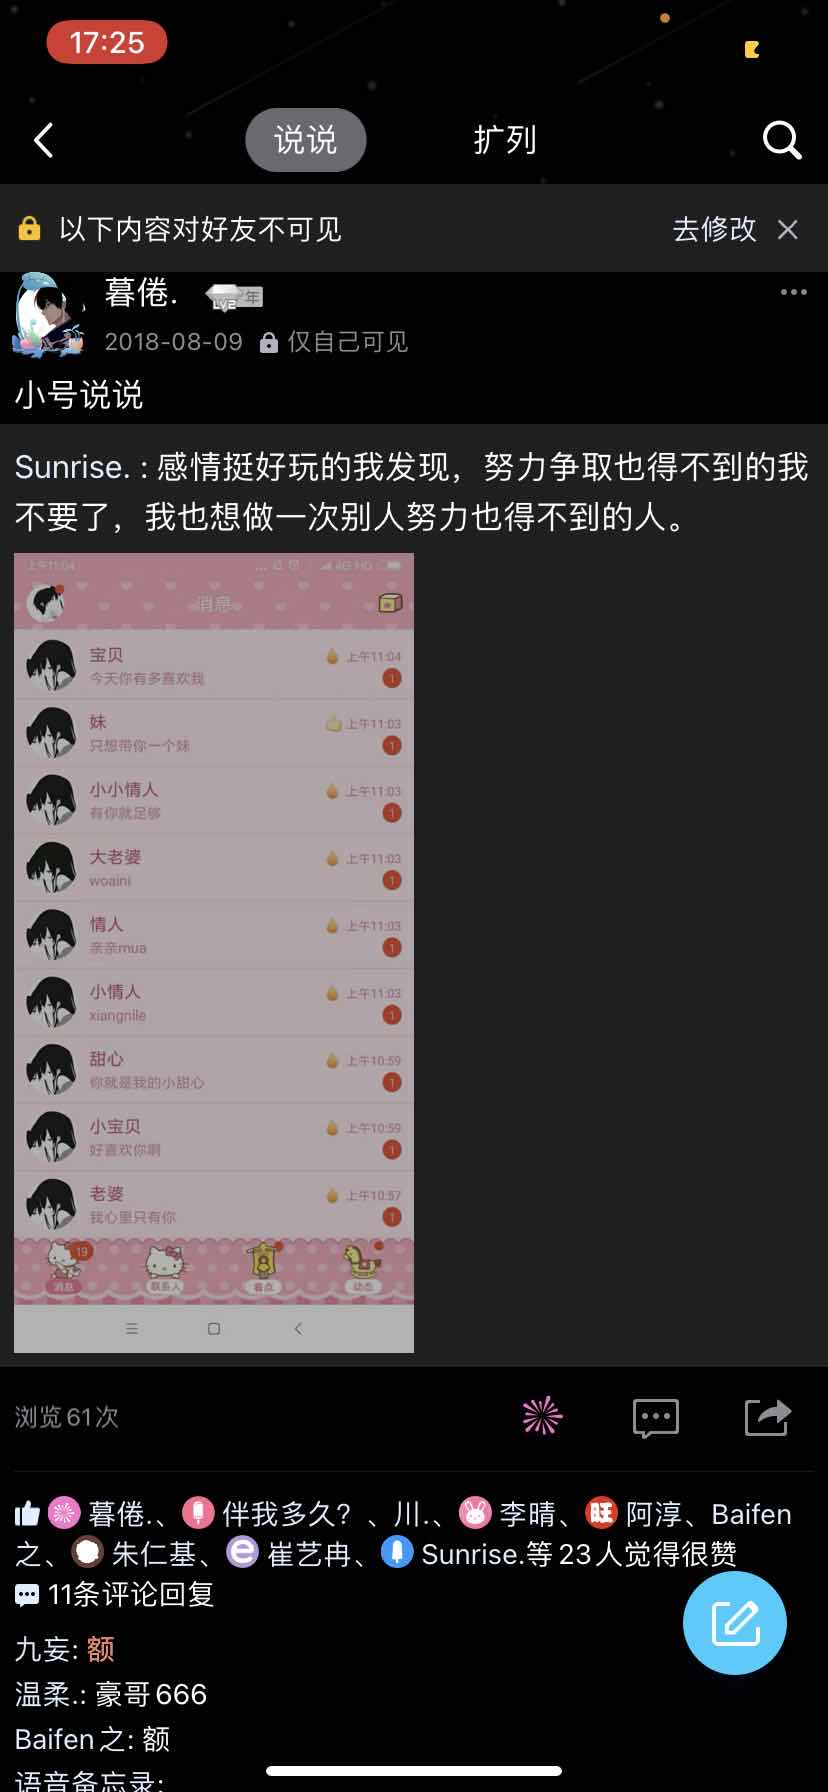 17:25
说说 扩列
以下内容对好友不可见 去修改
暮倦. LV2 年
2018-08-09 仅自己可见
小号说说
Sunrise. : 感情挺好玩的我发现，努力争取也得不到的我
不要了，我也想做一次别人努力也得不到的人。
上午11:04 ... 4G HD
消息
宝贝 上午11:04
今天你有多喜欢我 1
妹 上午11:03
只想带你一个妹 1
小小情人 上午11:03
有你就足够 1
大老婆 上午11:03
woaini 1
情人 上午11:03
亲亲mua 1
小情人 上午11:03
xiangnile 1
甜心 上午10:59
你就是我的小甜心 1
小宝贝 上午10:59
好喜欢你啊 1
老婆 上午10:57
我心里只有你 1
19
消息 联系人 看点 动态
浏览61次
暮倦.、伴我多久？、川.、李晴、旺 阿淳、Baifen
之、朱仁基、e 崔艺冉、Sunrise.等23人觉得很赞
11条评论回复
九妄: 额
温柔.: 豪哥666
Baifen之: 额
语音备忘录: